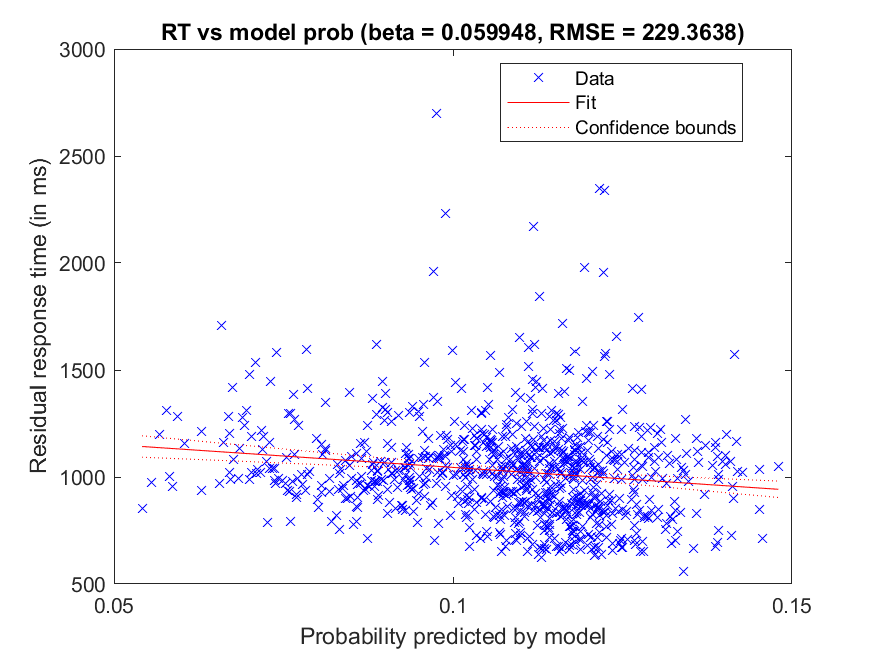 RT vs model prob (beta = 0.059948, RMSE = 229.3638)
3000
2500
2000
1500
1000
500
0.05
0.1
0.15
Residual response time (in ms)
Probability predicted by model
Data
Fit
Confidence bounds